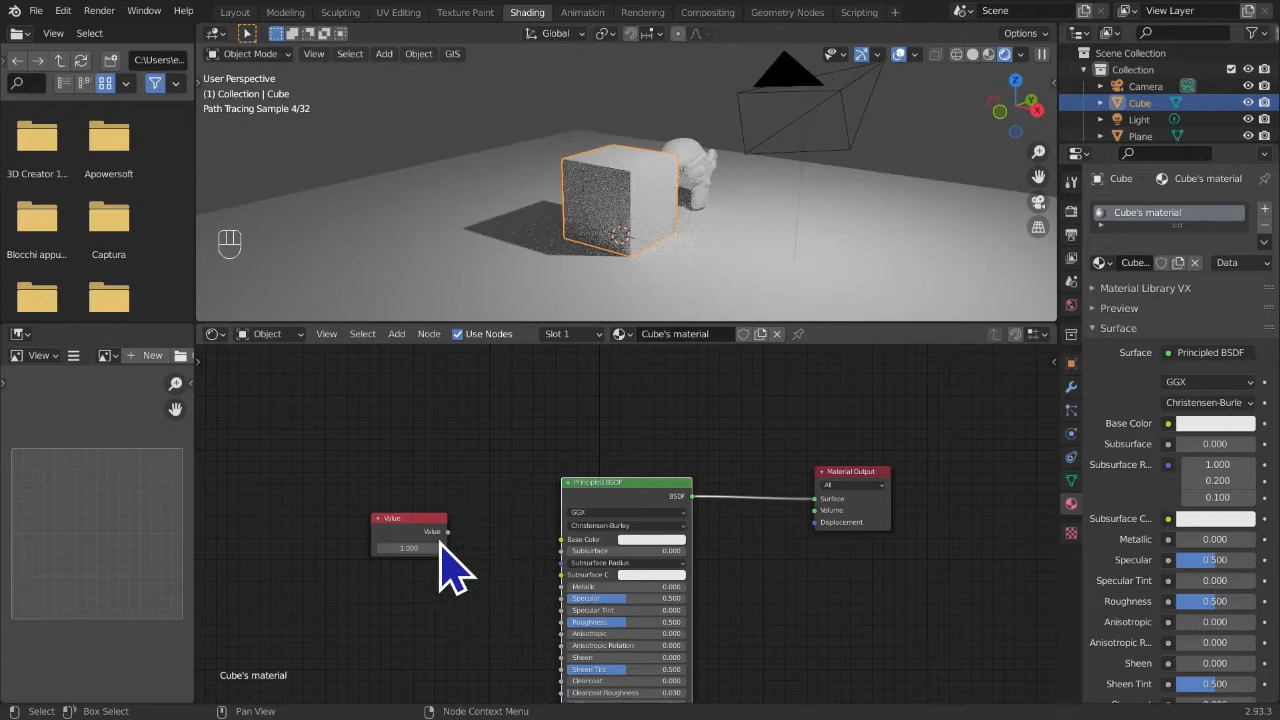 File Edit Render Window Help Layout Modeling Sculpting UV Editing Texture Paint Shading Animation Rendering Compositing Geometry Nodes Scripting + Scene View Layer
View Select
Object Mode View Select Add Object GIS Global Options
C:\Users\e...
User Perspective
(1) Collection | Cube
Path Tracing Sample 4/32
Z
Y
X
3D Creator 1...
Apowersoft
Blocchi appu...
Captura
Scene Collection
Collection
Camera
Cube
Light
Plane
Cube Cube's material
Cube's material
Cube... Data
Material Library VX
Preview
Surface
Surface Principled BSDF
GGX
Christensen-Burle
Base Color
Subsurface 0.000
Subsurface R... 1.000
0.200
0.100
Subsurface C...
Metallic 0.000
Specular 0.500
Specular Tint 0.000
Roughness 0.500
Anisotropic 0.000
Anisotropic R... 0.000
Sheen 0.000
Sheen Tint 0.500
Object View Select Add Node Use Nodes Slot 1 Cube's material
View + New
Value
Value
1.000
Principled BSDF
BSDF
GGX
Christensen-Burley
Base Color
Subsurface 0.000
Subsurface Radius
Subsurface C
Metallic 0.000
Specular 0.500
Specular Tint 0.000
Roughness 0.500
Anisotropic 0.000
Anisotropic Rotation 0.000
Sheen 0.000
Sheen Tint 0.500
Clearcoat 0.000
Clearcoat Roughness 0.030
Material Output
All
Surface
Volume
Displacement
Cube's material
Select Box Select Pan View Node Context Menu 2.93.3